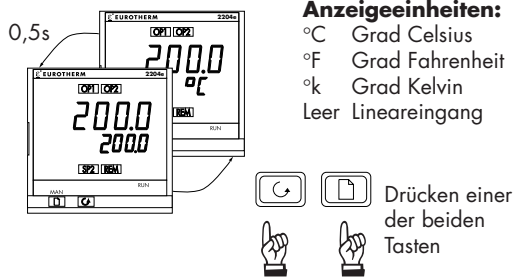 0,5s
EUROTHERM 2204e
OP1 OP2
200.0
°C
REM
RUN
EUROTHERM 2204e
OP1 OP2
200.0
200.0
SP2 REM
MAN RUN
Anzeigeeinheiten:
°C Grad Celsius
°F Grad Fahrenheit
°k Grad Kelvin
Leer Lineareingang
Drücken einer
der beiden
Tasten